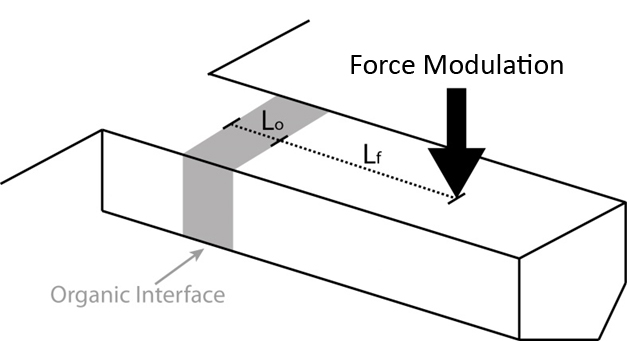 Force Modulation
Lo
Lf
Organic Interface